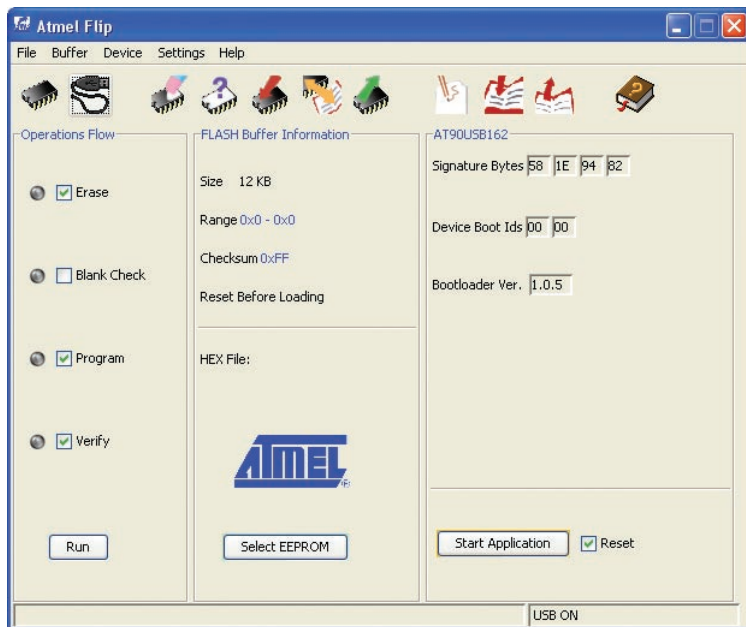 Atmel Flip
File Buffer Device Settings Help
Operations Flow
Erase
Blank Check
Program
Verify
Run
FLASH Buffer Information
Size 12 KB
Range 0x0 - 0x0
Checksum 0xFF
Reset Before Loading
HEX File:
ATMEL®
Select EEPROM
AT90USB162
Signature Bytes 58 1E 94 82
Device Boot Ids 00 00
Bootloader Ver. 1.0.5
Start Application Reset
USB ON